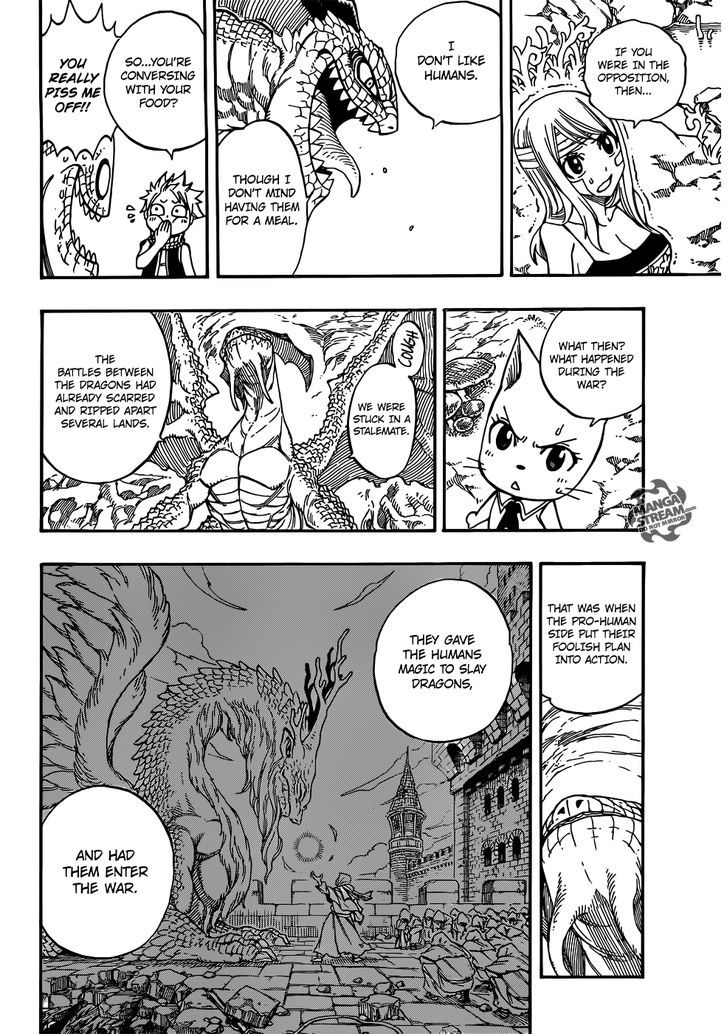 IF YOU
WERE IN THE
OPPOSITION,
THEN...
I
DON'T LIKE
HUMANS.
THOUGH I
DON'T MIND
HAVING THEM
FOR A MEAL.
SO...YOU'RE
CONVERSING
WITH YOUR
FOOD?
YOU
REALLY
PISS ME
OFF!!
WHAT THEN?
WHAT HAPPENED
DURING THE
WAR?
MANGA
STREAM.com
DO NOT MIRROR
COUGH
WE WERE
STUCK IN A
STALEMATE.
THE
BATTLES BETWEEN
THE DRAGONS HAD
ALREADY SCARRED
AND RIPPED APART
SEVERAL LANDS.
THAT WAS WHEN
THE PRO-HUMAN
SIDE PUT THEIR
FOOLISH PLAN
INTO ACTION.
THEY GAVE
THE HUMANS
MAGIC TO SLAY
DRAGONS,
AND HAD
THEM ENTER
THE WAR.